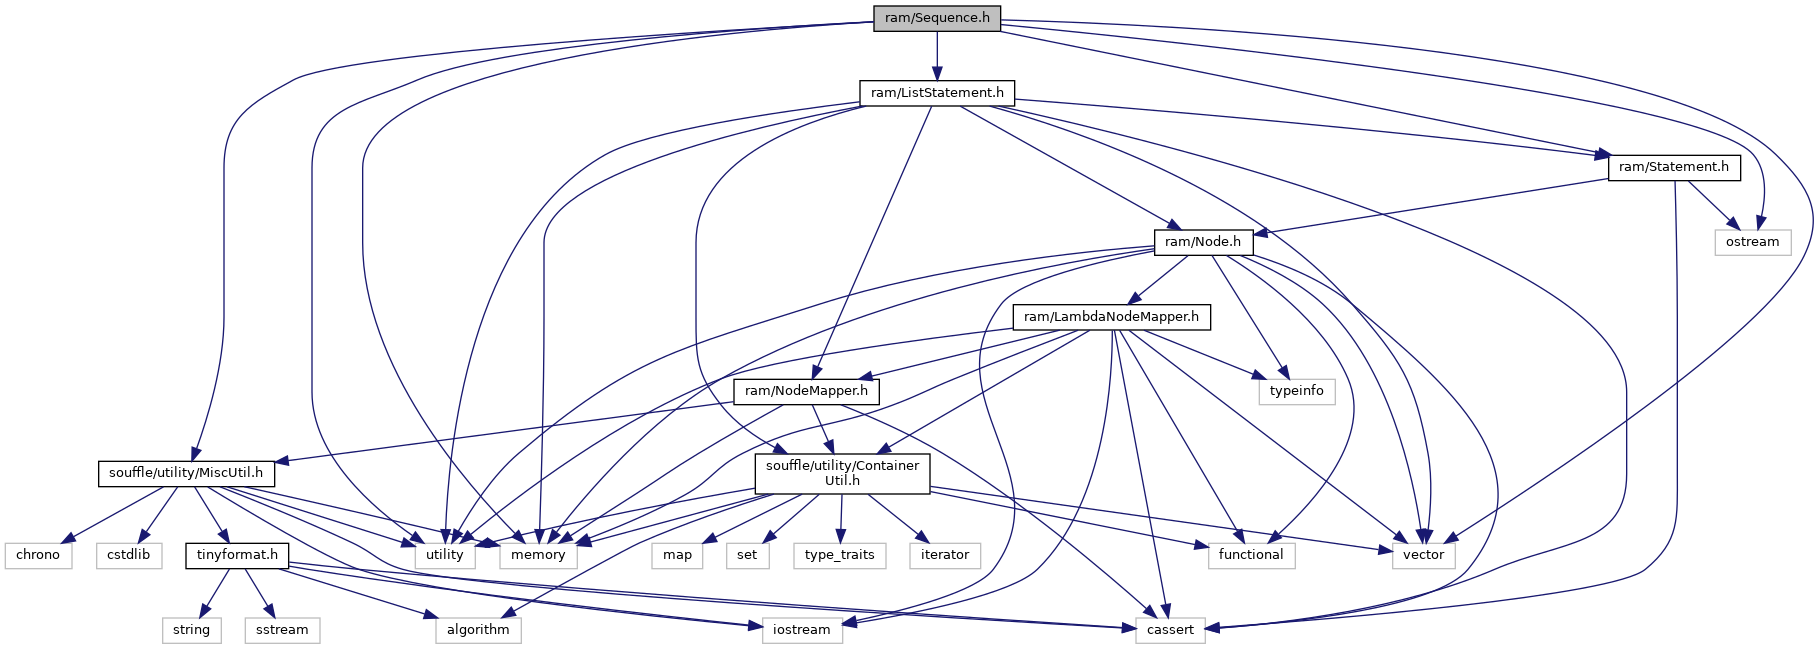 ram/Sequence.h
ram/ListStatement.h
ram/Statement.h
ram/Node.h
ostream
ram/LambdaNodeMapper.h
ram/NodeMapper.h
typeinfo
souffle/utility/MiscUtil.h
souffle/utility/Container
Util.h
chrono
cstdlib
tinyformat.h
utility
memory
map
set
type_traits
iterator
functional
vector
string
sstream
algorithm
iostream
cassert